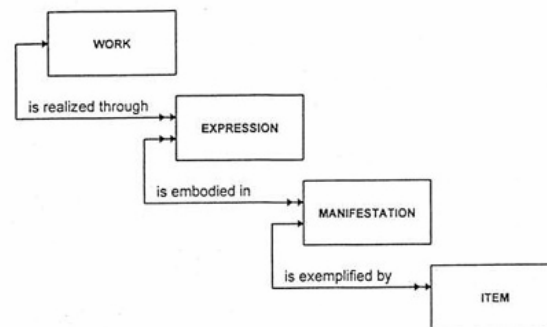 WORK
is realized through
EXPRESSION
is embodied in
MANIFESTATION
is exemplified by
ITEM